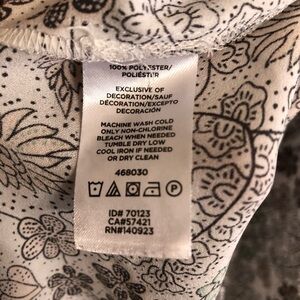 100% POLYESTER/
POLIÉSTER
EXCLUSIVE OF
DECORATION/SAUF
DÉCORATION/EXCEPTO
DECORACIÓN
MACHINE WASH COLD
ONLY NON-CHLORINE
BLEACH WHEN NEEDED
TUMBLE DRY LOW
COOL IRON IF NEEDED
OR DRY CLEAN
468030
P
ID# 70123
CA#57421
RN#140923